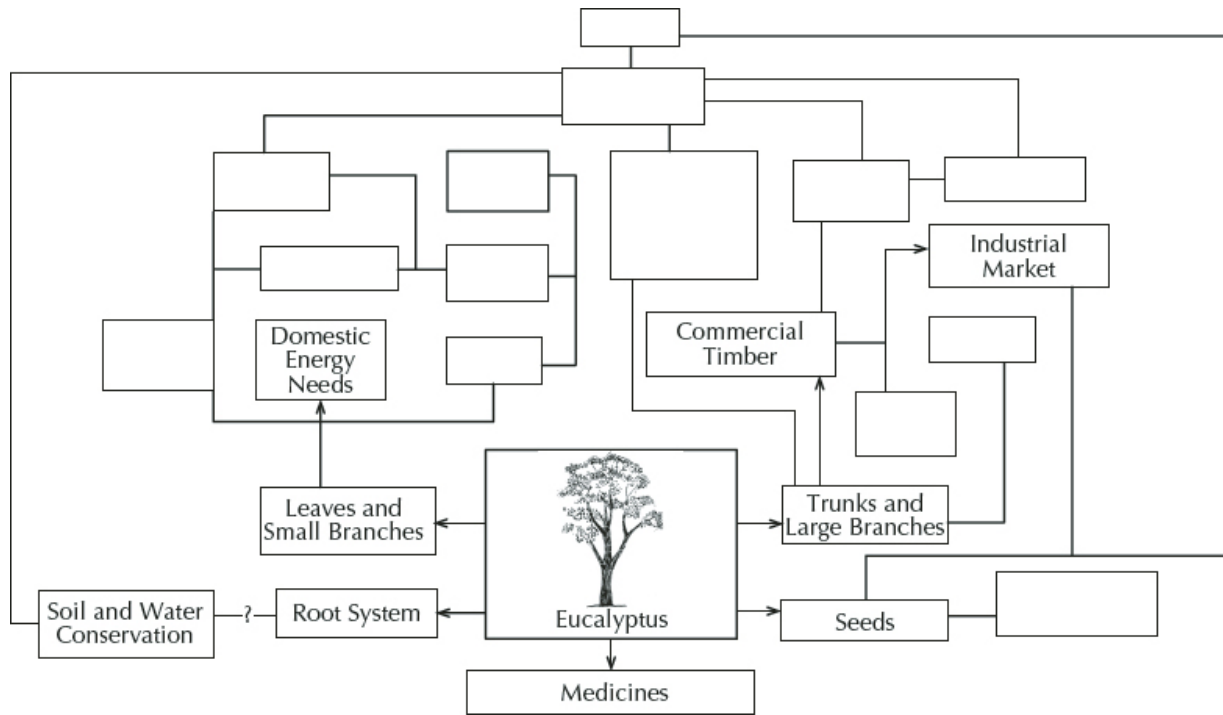 Industrial
Market
Commercial
Timber
Domestic
Energy
Needs
Leaves and
Small Branches
Trunks and
Large Branches
Soil and Water
Conservation
?
Root System
Eucalyptus
Seeds
Medicines